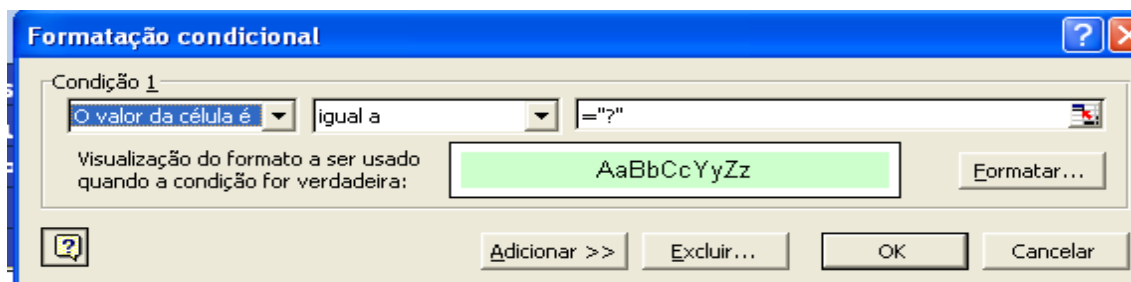 Formatação condicional
Condição 1
O valor da célula é igual a ="?"
Visualização do formato a ser usado
quando a condição for verdadeira:
AaBbCcYyZz
Formatar...
Adicionar >> Excluir... OK Cancelar